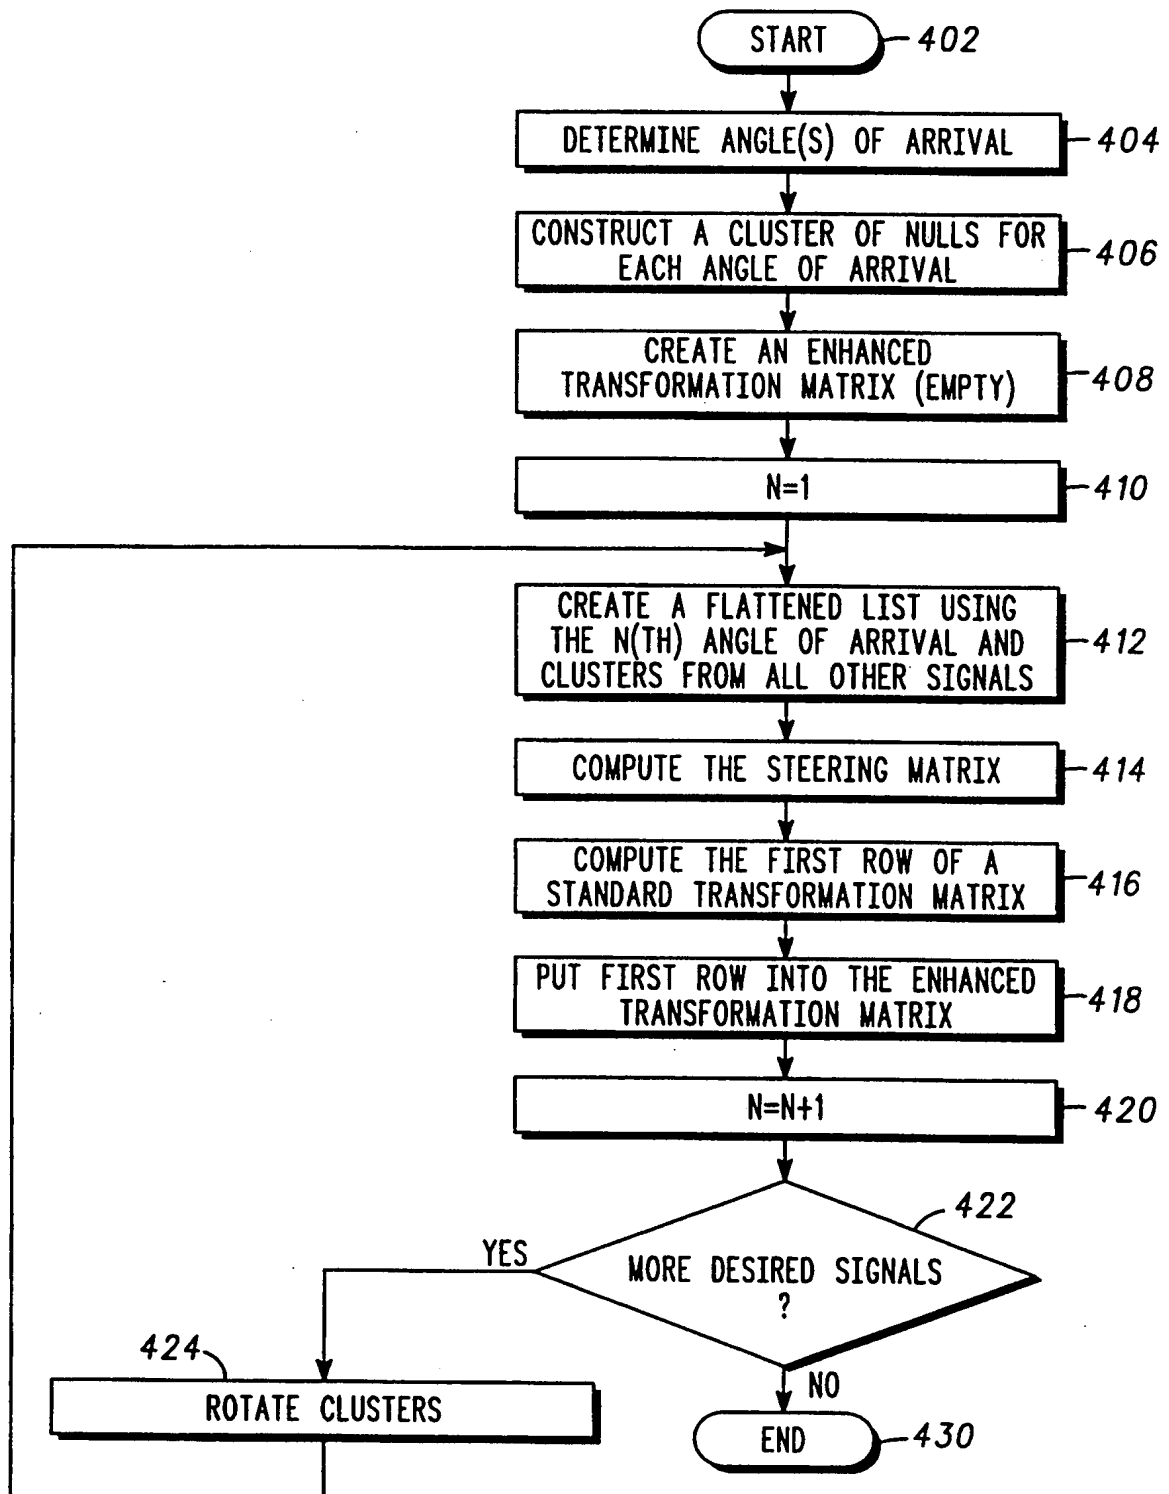 START
402
DETERMINE ANGLE(S) OF ARRIVAL
404
CONSTRUCT A CLUSTER OF NULLS FOR
EACH ANGLE OF ARRIVAL
406
CREATE AN ENHANCED
TRANSFORMATION MATRIX (EMPTY)
408
N=1
410
CREATE A FLATTENED LIST USING
THE N(TH) ANGLE OF ARRIVAL AND
CLUSTERS FROM ALL OTHER SIGNALS
412
COMPUTE THE STEERING MATRIX
414
COMPUTE THE FIRST ROW OF A
STANDARD TRANSFORMATION MATRIX
416
PUT FIRST ROW INTO THE ENHANCED
TRANSFORMATION MATRIX
418
N=N+1
420
422
YES
MORE DESIRED SIGNALS
?
424
NO
ROTATE CLUSTERS
END
430